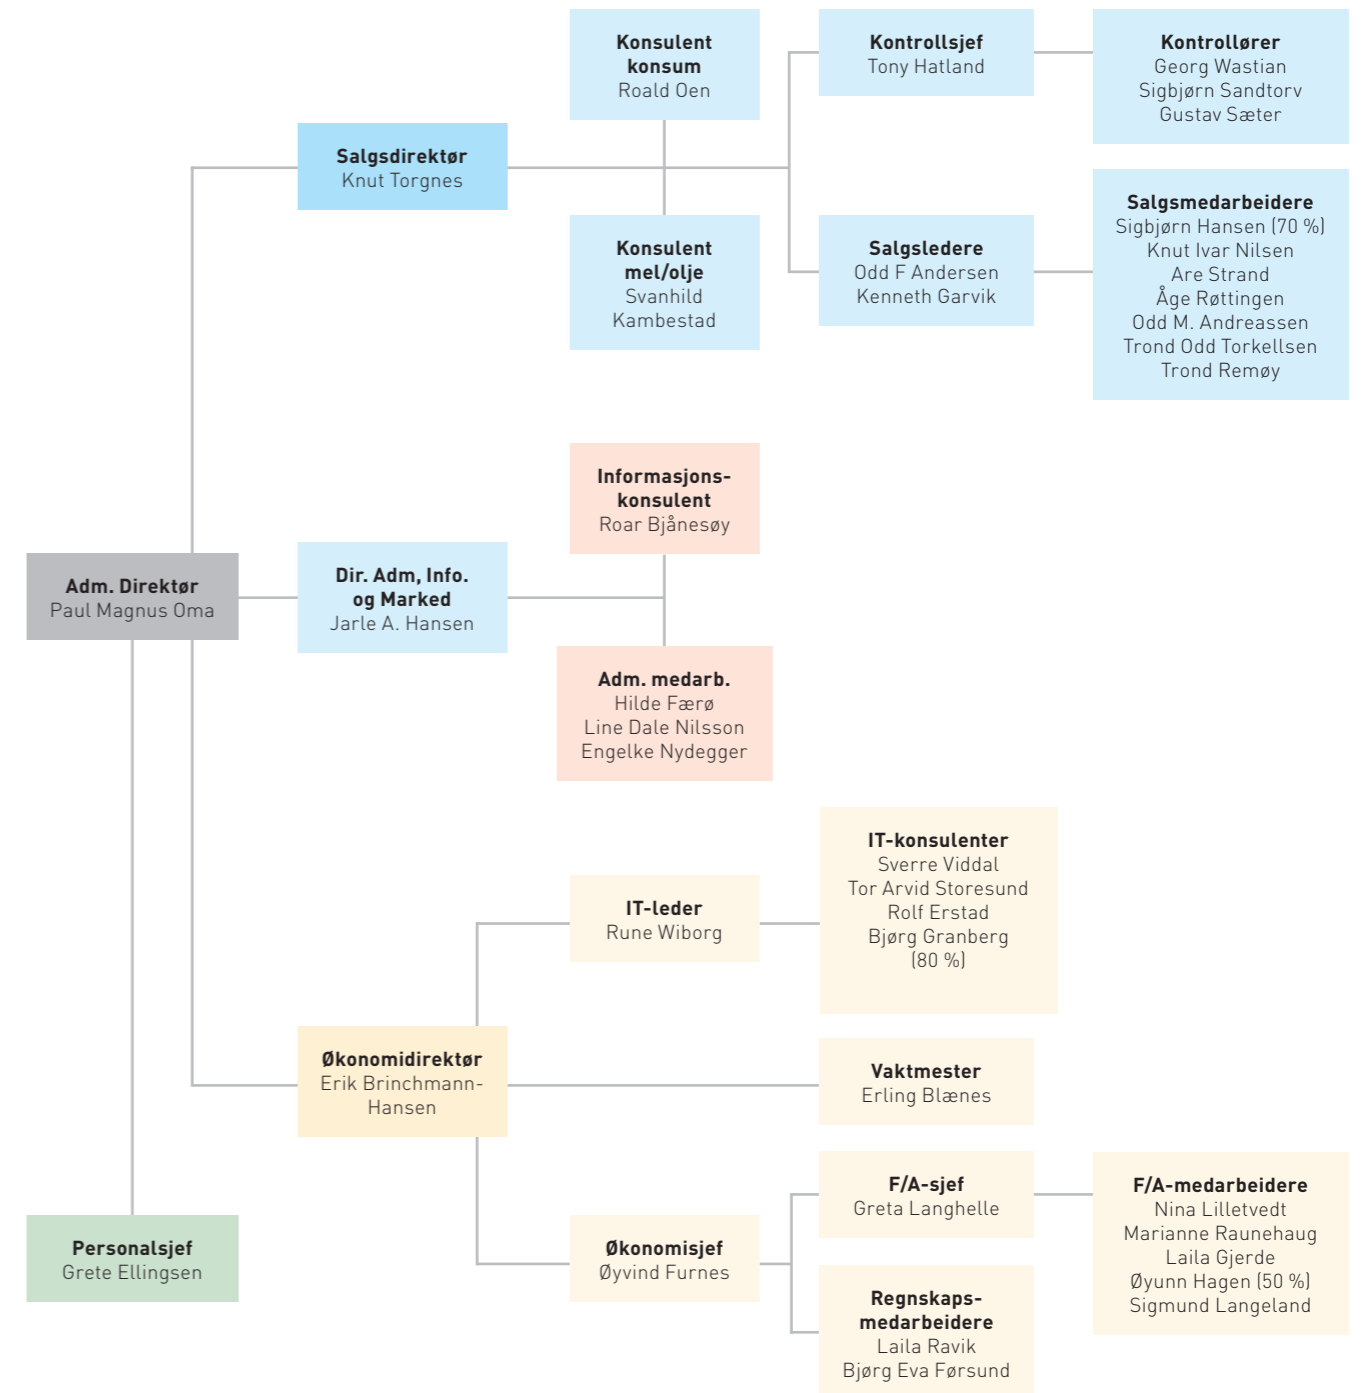 Konsulent
konsum
Roald Oen
Kontrollsjef
Tony Hatland
Kontrollører
Georg Wastian
Sigbjørn Sandtorv
Gustav Sæter
Salgsdirektør
Knut Torgnes
Konsulent
mel/olje
Svanhild
Kambestad
Salgsledere
Odd F Andersen
Kenneth Garvik
Salgsmedarbeidere
Sigbjørn Hansen (70 %)
Knut Ivar Nilsen
Are Strand
Åge Røttingen
Odd M. Andreassen
Trond Odd Torkellsen
Trond Remøy
Informasjons-
konsulent
Roar Bjånesøy
Adm. Direktør
Paul Magnus Oma
Dir. Adm, Info.
og Marked
Jarle A. Hansen
Adm. medarb.
Hilde Færø
Line Dale Nilsson
Engelke Nydegger
IT-leder
Rune Wiborg
IT-konsulenter
Sverre Viddal
Tor Arvid Storesund
Rolf Erstad
Bjørg Granberg
(80 %)
Økonomidirektør
Erik Brinchmann-
Hansen
Vaktmester
Erling Blænes
Personalsjef
Grete Ellingsen
Økonomisjef
Øyvind Furnes
F/A-sjef
Greta Langhelle
F/A-medarbeidere
Nina Lilletvedt
Marianne Raunehaug
Laila Gjerde
Øyunn Hagen (50 %)
Sigmund Langeland
Regnskaps-
medarbeidere
Laila Ravik
Bjørg Eva Førsund